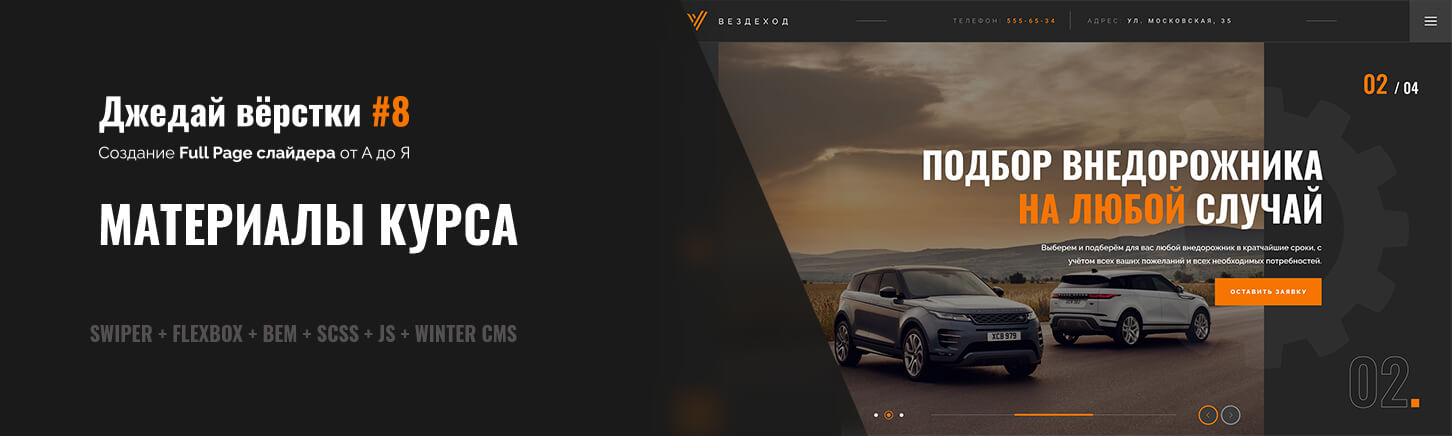 Джедай вёрстки #8
Создание Full Page слайдера от А до Я
МАТЕРИАЛЫ КУРСА
SWIPER + FLEXBOX + BEM + SCSS + JS + WINTER CMS
ВЕЗДЕХОД
ТЕЛЕФОН: 555-65-34
АДРЕС: УЛ. МОСКОВСКАЯ, 35
02 / 04
ПОДБОР ВНЕДОРОЖНИКА
НА ЛЮБОЙ СЛУЧАЙ
Выберем и подберём для вас любой внедорожник в кратчайшие сроки, с
учётом всех ваших пожеланий и всех необходимых потребностей.
ОСТАВИТЬ ЗАЯВКУ
XCB 979
02.